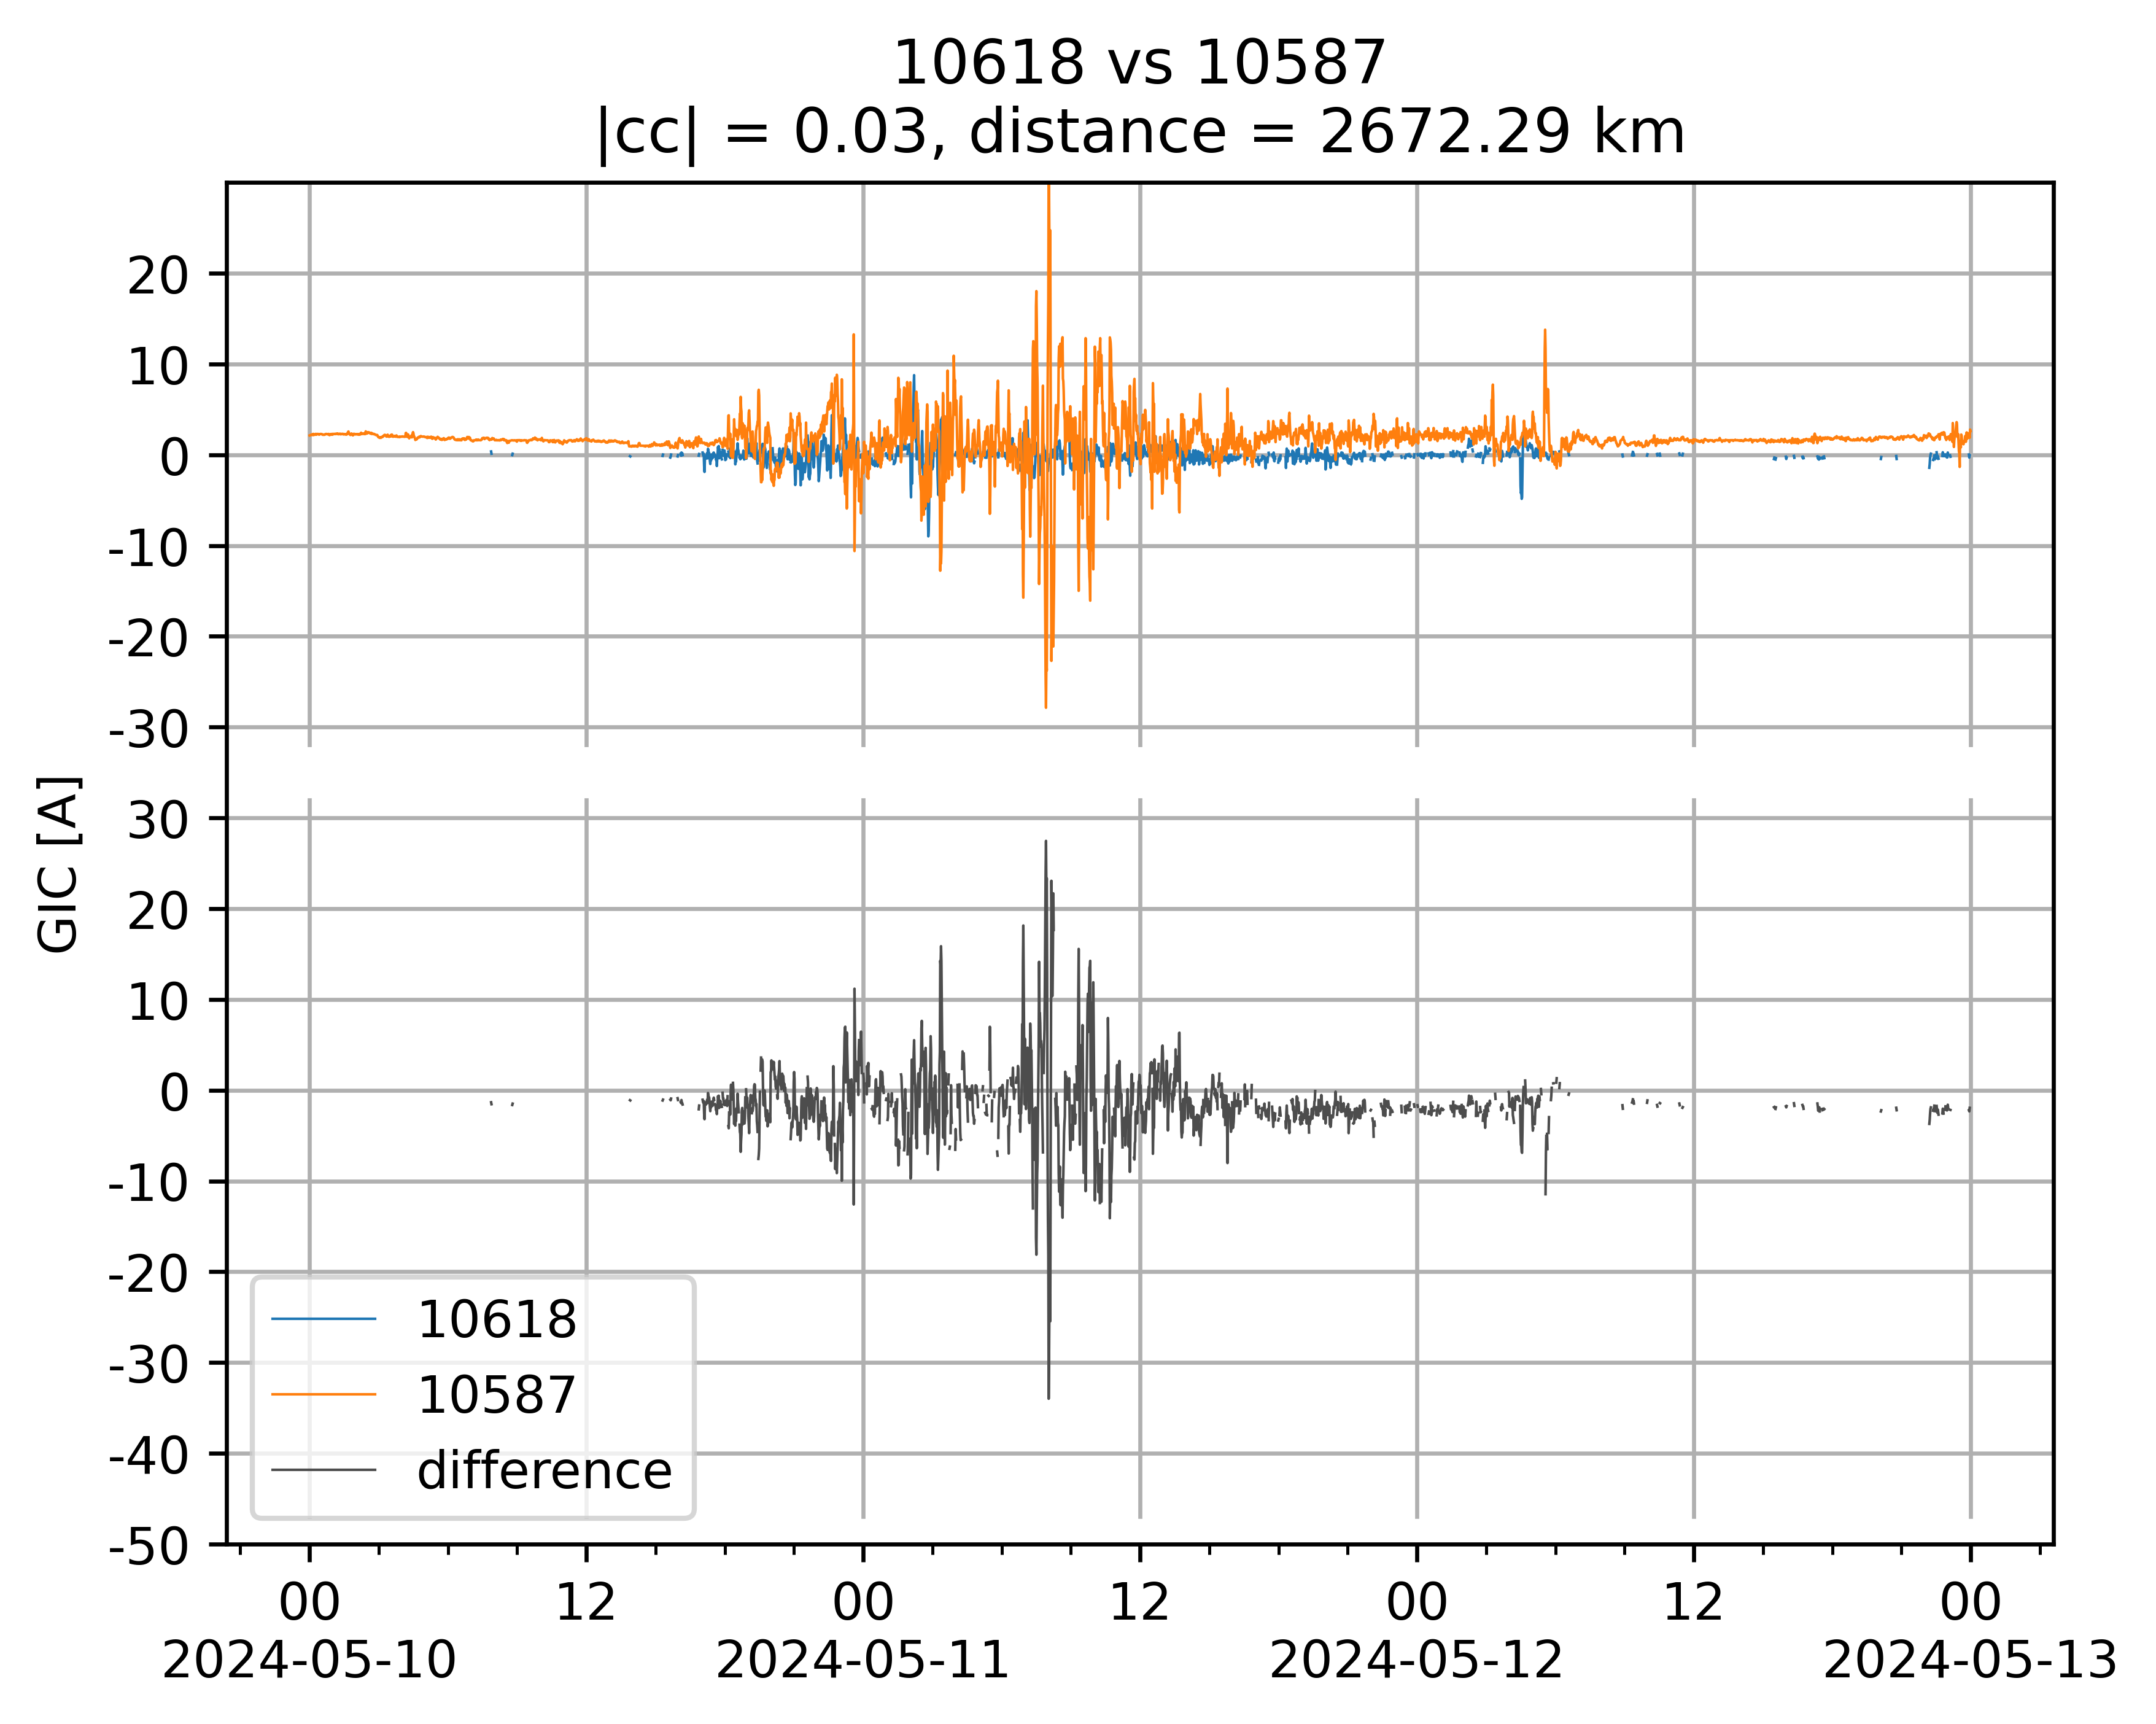 10618 vs 10587
|cc| = 0.03, distance = 2672.29 km
20
10
0
-10
-20
-30
30
20
10
0
-10
-20
-30
-40
-50
GIC [A]
10618
10587
difference
00 12 00 12 00 12 00
2024-05-10 2024-05-11 2024-05-12 2024-05-13